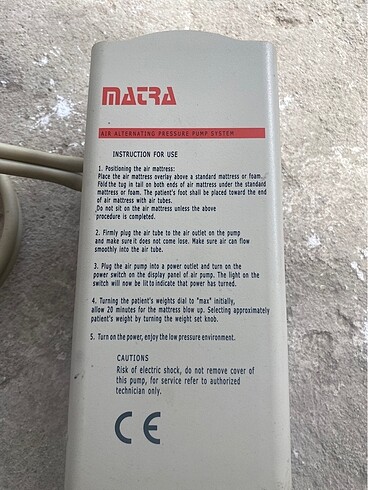 MATRA
AIR ALTERNATING PRESSURE PUMP SYSTEM
INSTRUCTION FOR USE
1. Positioning the air mattress:
Place the air mattress overlay above a standard mattress or foam.
Fold the tug in tail on both ends of air mattress under the standard
mattress or foam. The patient's foot shall be placed toward the end
of air mattress with air tubes.
Do not sit on the air mattress unless the above
procedure is completed.
2. Firmly plug the air tube to the air outlet on the pump
and make sure it does not come lose. Make sure air can flow
smoothly into the air tube.
3. Plug the air pump into a power outlet and turn on the
power switch on the display panel of air pump. The light on the
switch will now be lit to indicate that power has turned.
4. Turning the patient's weights dial to "max" initially,
allow 20 minutes for the mattress blow up. Selecting approximately
patient's weight by turning the weight set knob.
5. Turn on the power, enjoy the low pressure environment.
CAUTIONS
Risk of electric shock, do not remove cover of
this pump, for service refer to authorized
technician only.
CE